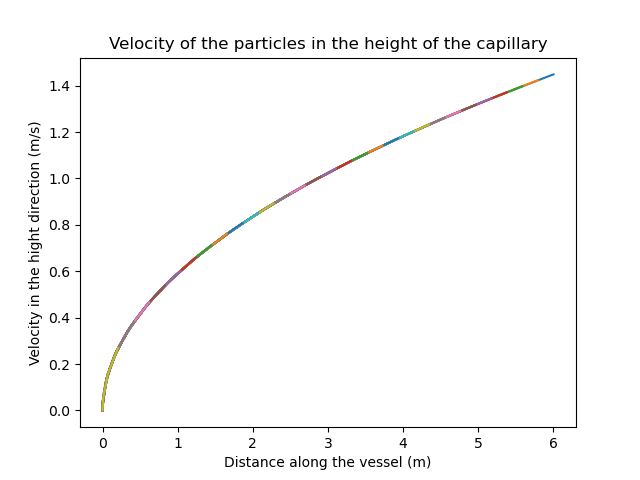 Velocity of the particles in the height of the capillary
Velocity in the hight direction (m/s)
1.4
1.2
1.0
0.8
0.6
0.4
0.2
0.0
0 1 2 3 4 5 6
Distance along the vessel (m)